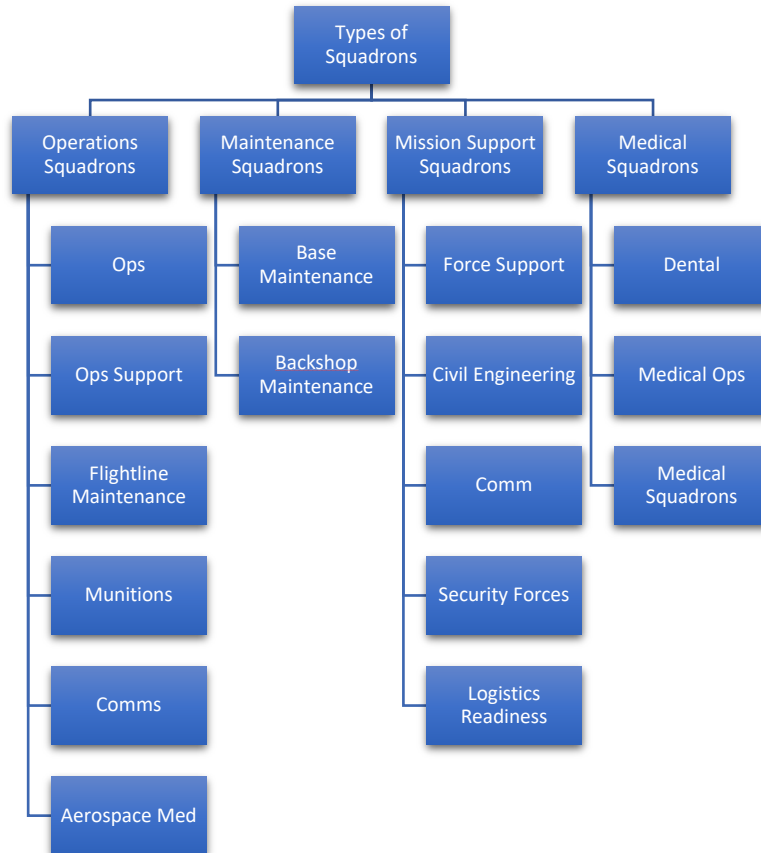 Types of
Squadrons
Operations
Squadrons
Maintenance
Squadrons
Mission Support
Squadrons
Medical
Squadrons
Ops
Ops Support
Flightline
Maintenance
Munitions
Comms
Aerospace Med
Base
Maintenance
Backshop
Maintenance
Force Support
Civil Engineering
Comm
Security Forces
Logistics
Readiness
Dental
Medical Ops
Medical
Squadrons